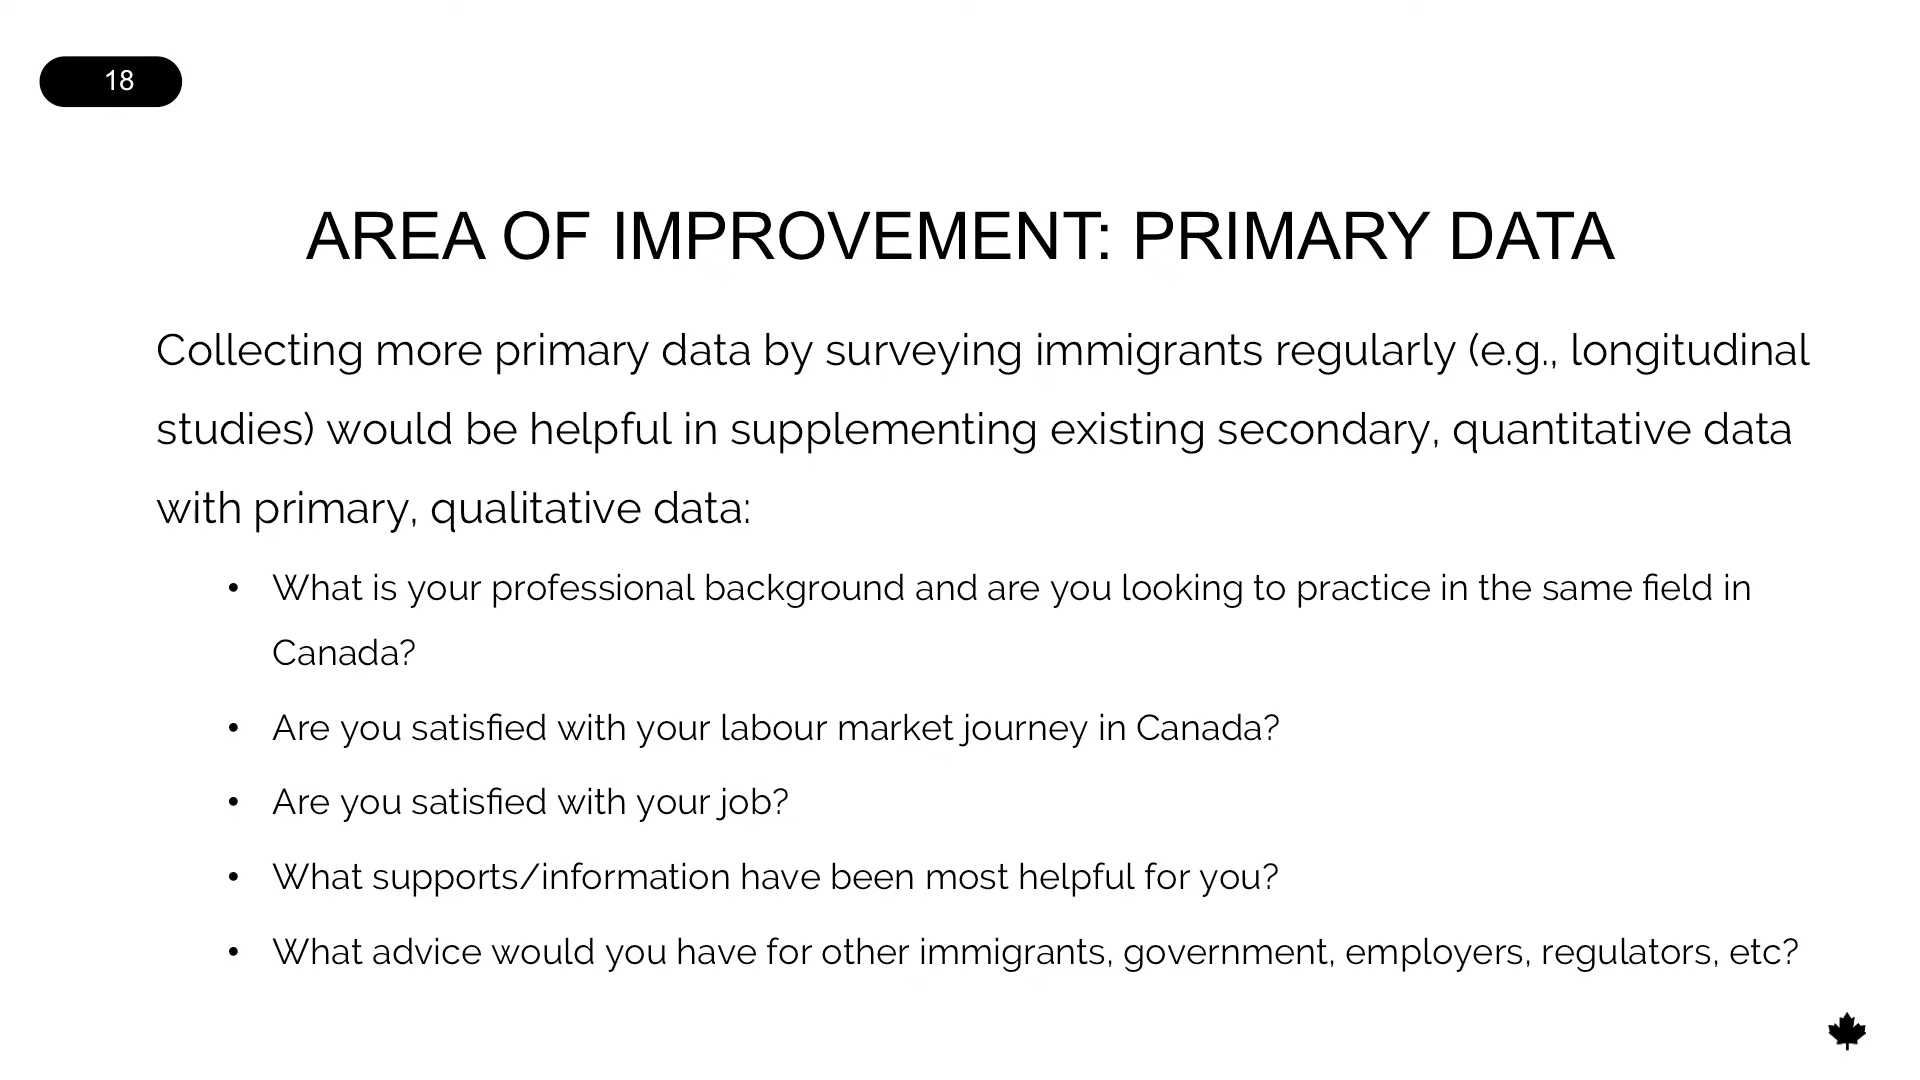 18
AREA OF IMPROVEMENT: PRIMARY DATA
Collecting more primary data by surveying immigrants regularly (e.g., longitudinal
studies) would be helpful in supplementing existing secondary, quantitative data
with primary, qualitative data:
• What is your professional background and are you looking to practice in the same field in
Canada?
• Are you satisfied with your labour market journey in Canada?
• Are you satisfied with your job?
• What supports/information have been most helpful for you?
• What advice would you have for other immigrants, government, employers, regulators, etc?